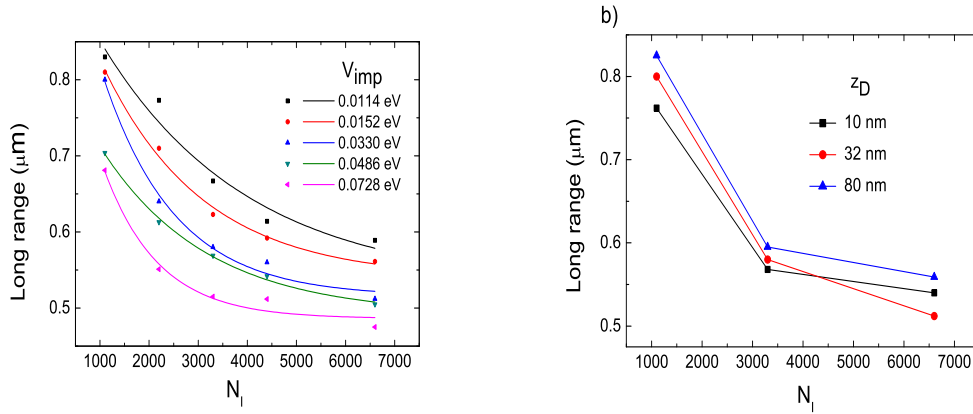 V_imp
0.0114 eV
0.0152 eV
0.0330 eV
0.0486 eV
0.0728 eV
Long range (μm)
0.8
0.7
0.6
0.5
1000 2000 3000 4000 5000 6000 7000
N_I
b)
z_D
10 nm
32 nm
80 nm
Long range (μm)
0.8
0.7
0.6
0.5
1000 2000 3000 4000 5000 6000 7000
N_I